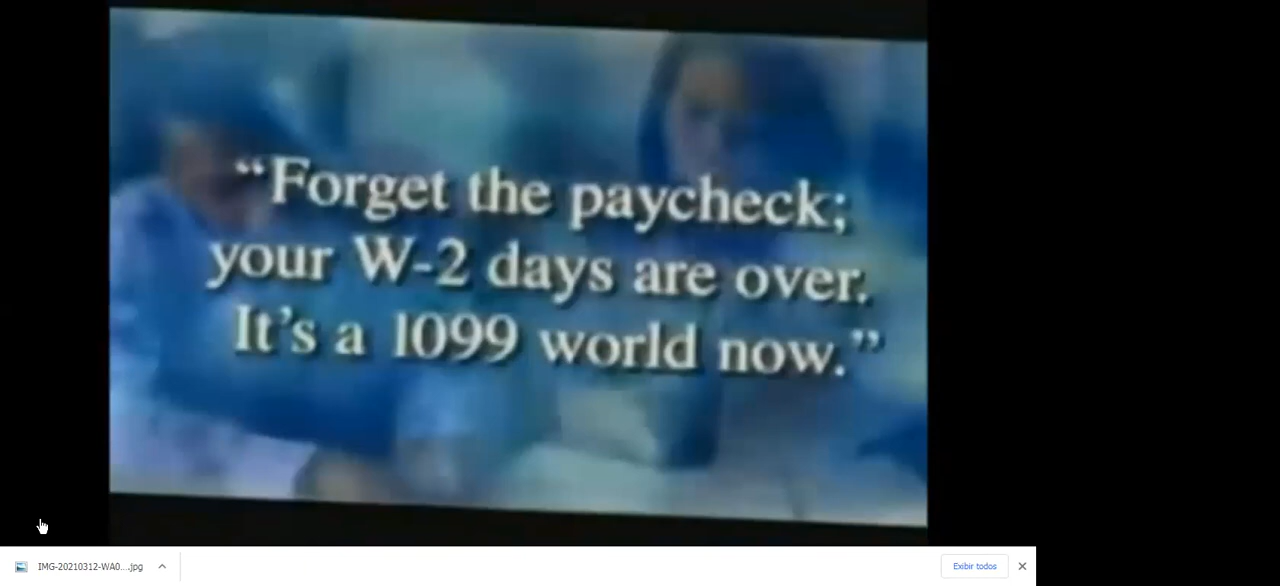 “Forget the paycheck;
your W-2 days are over.
It’s a 1099 world now.”
IMG-20210312-WA0....jpg
Exibir todos